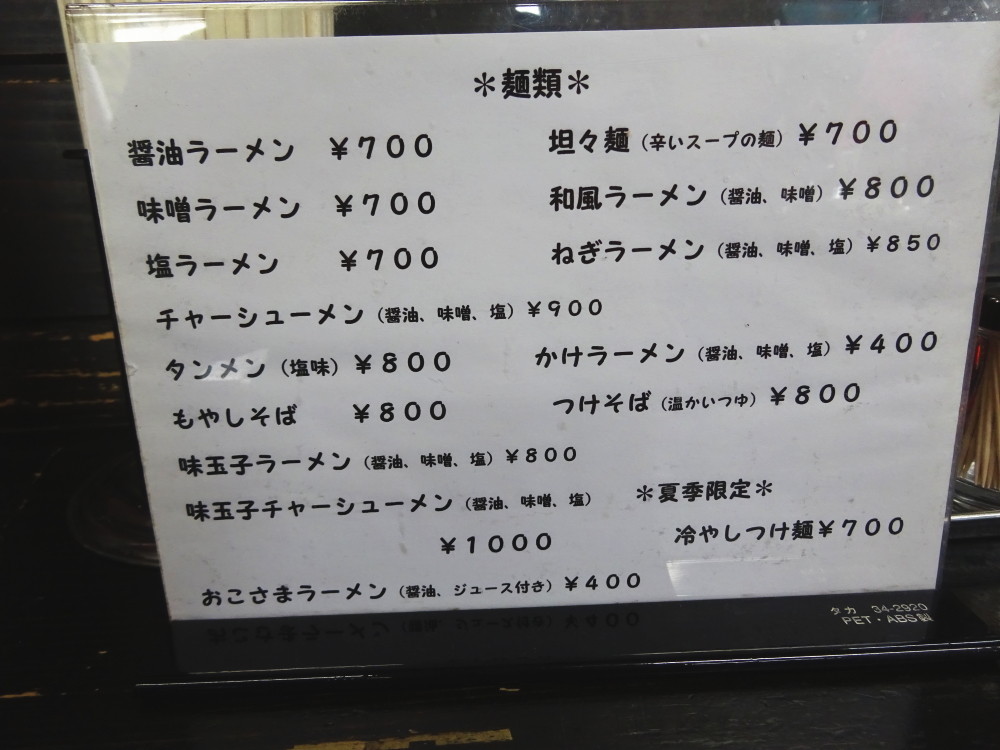 ＊麺類＊
醤油ラーメン ￥７００
味噌ラーメン ￥７００
塩ラーメン ￥７００
チャーシューメン（醤油、味噌、塩）￥９００
タンメン（塩味）￥８００
もやしそば ￥８００
味玉子ラーメン（醤油、味噌、塩）￥８００
味玉子チャーシューメン（醤油、味噌、塩）
￥１０００
おこさまラーメン（醤油、ジュース付き）￥４００
坦々麺（辛いスープの麺）￥７００
和風ラーメン（醤油、味噌）￥８００
ねぎラーメン（醤油、味噌、塩）￥８５０
かけラーメン（醤油、味噌、塩）￥４００
つけそば（温かいつゆ）￥８００
＊夏季限定＊
冷やしつけ麺￥７００
タカ 34-2920
PET・ABS製